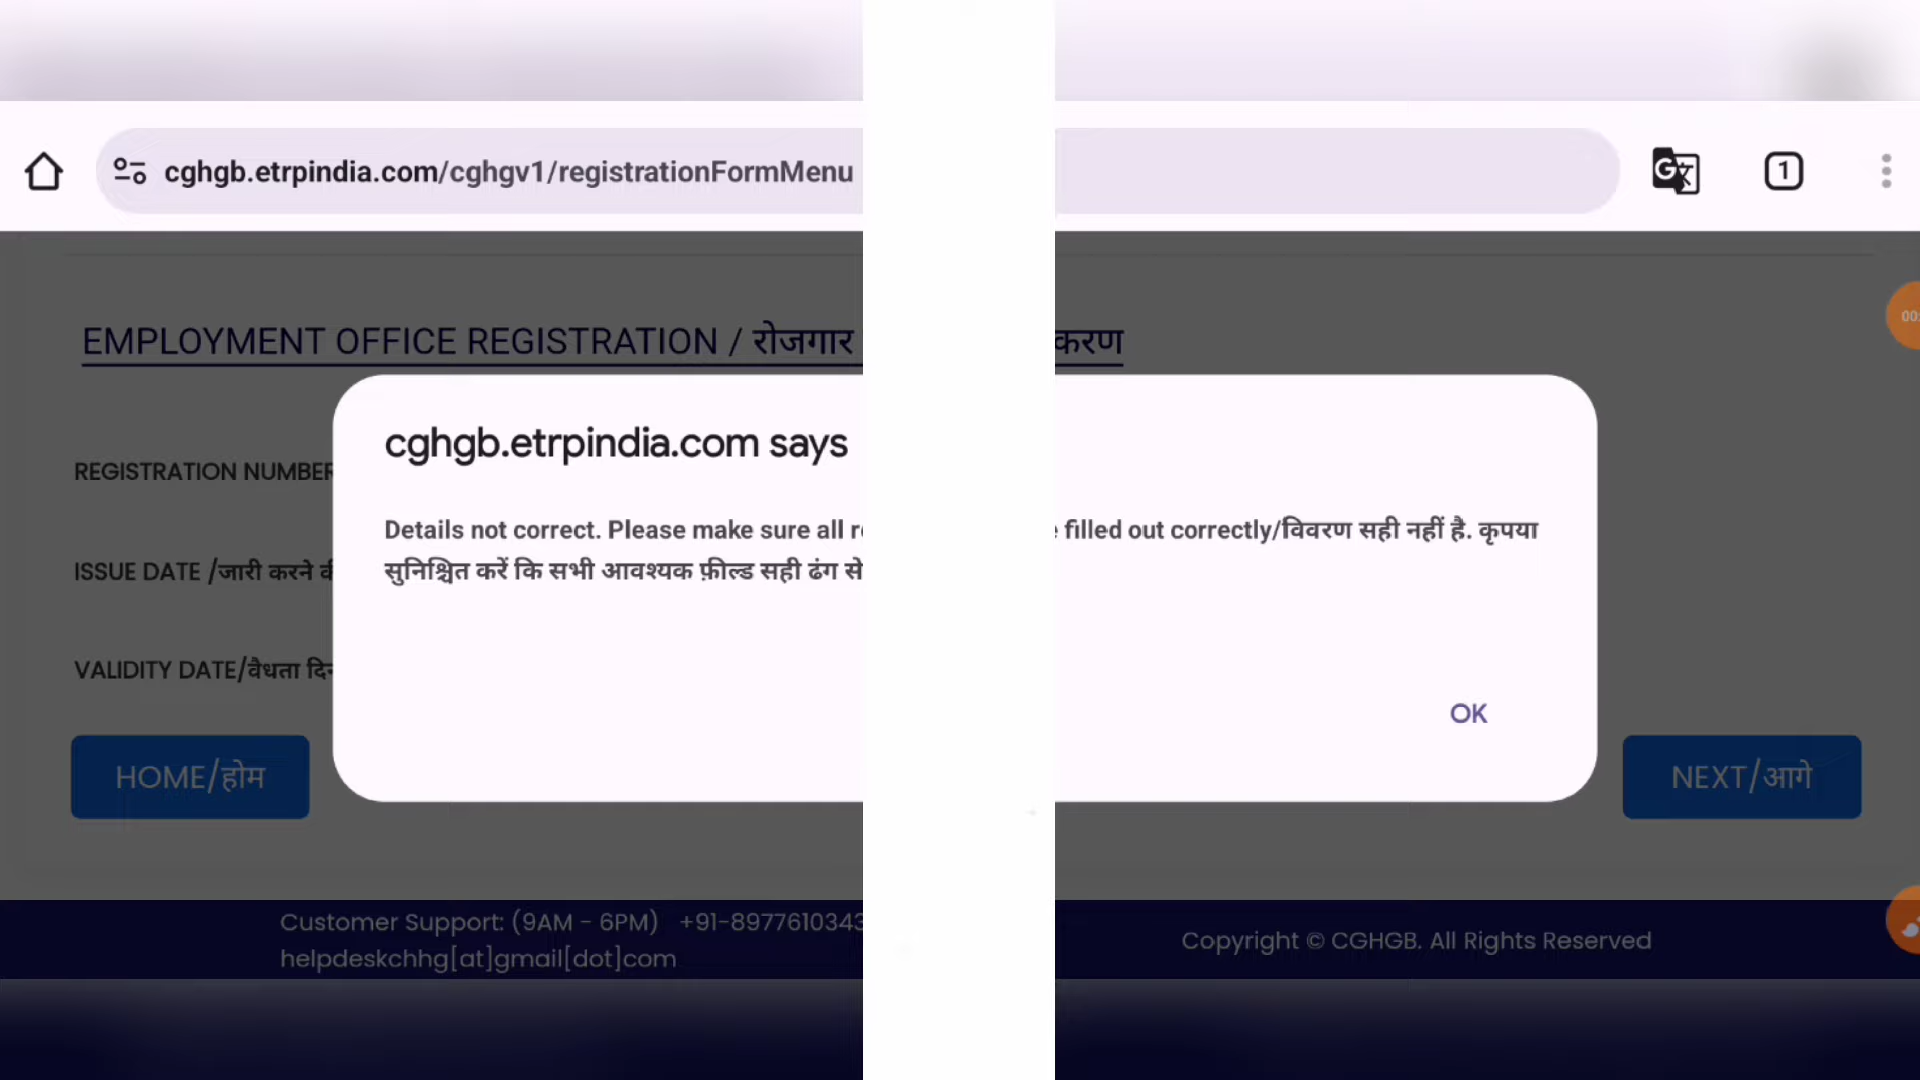 cghgb.etrpindia.com/cghgv1/registrationFormMenu
1
EMPLOYMENT OFFICE REGISTRATION / रोजगार करण
cghgb.etrpindia.com says
Details not correct. Please make sure all filled out correctly/विवरण सही नहीं है. कृपया
सुनिश्चित करें कि सभी आवश्यक फ़ील्ड सही ढंग से
REGISTRATION NUMBER
ISSUE DATE /जारी करने
VALIDITY DATE/वैधता
OK
HOME/होम
NEXT/आगे
Customer Support: (9AM - 6PM) +91-8977610343
helpdeskchhg[at]gmail[dot]com
Copyright © CGHGB. All Rights Reserved
00: